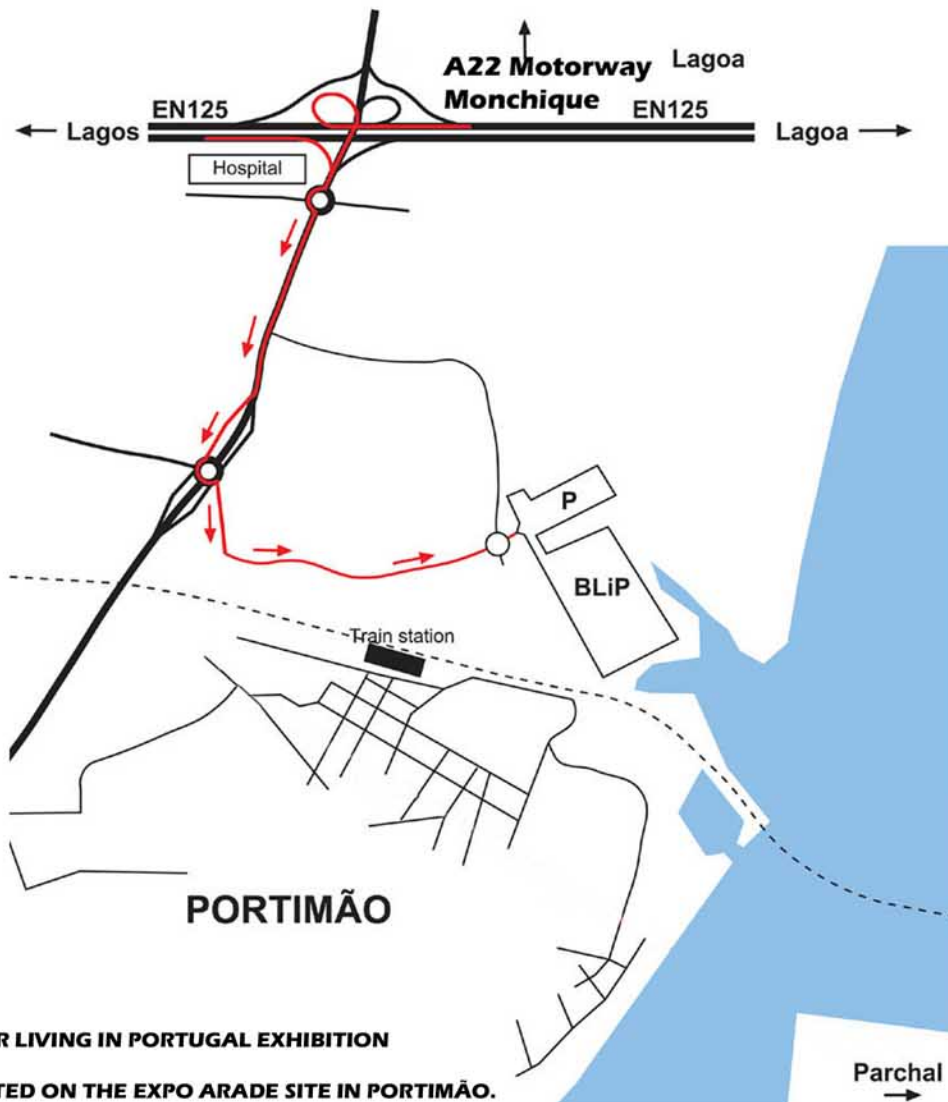 Lagoa
A22 Motorway
Monchique
EN125
EN125
Lagos
Lagoa
Hospital
P
BLiP
Train station
PORTIMÃO
R LIVING IN PORTUGAL EXHIBITION
TED ON THE EXPO ARADE SITE IN PORTIMÃO.
Parchal